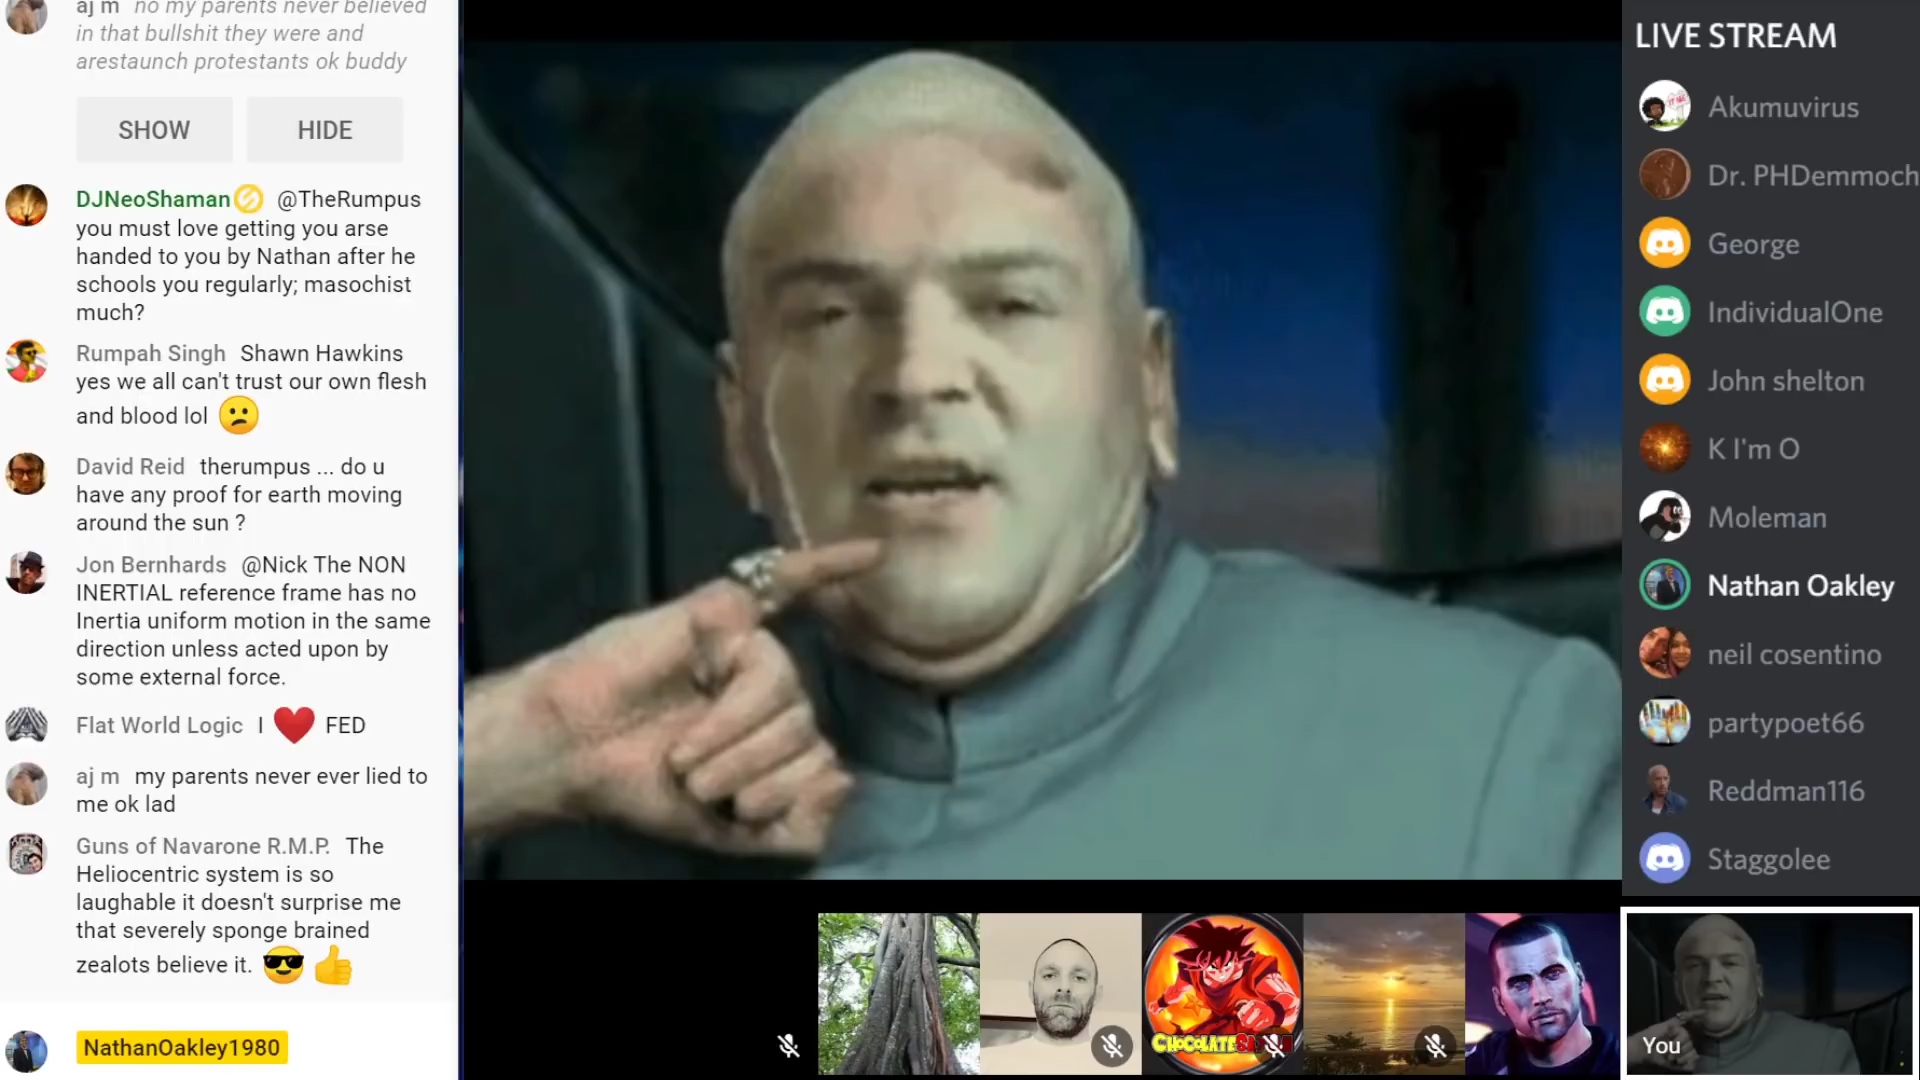 aj m no my parents never believed
in that bullshit they were and
arestaunch protestants ok buddy
SHOW HIDE
DJNeoShaman @TheRumpus
you must love getting you arse
handed to you by Nathan after he
schools you regularly; masochist
much?
Rumpah Singh Shawn Hawkins
yes we all can't trust our own flesh
and blood lol
David Reid therumpus ... do u
have any proof for earth moving
around the sun ?
Jon Bernhards @Nick The NON
INERTIAL reference frame has no
Inertia uniform motion in the same
direction unless acted upon by
some external force.
Flat World Logic I FED
aj m my parents never ever lied to
me ok lad
Guns of Navarone R.M.P. The
Heliocentric system is so
laughable it doesn't surprise me
that severely sponge brained
zealots believe it.
NathanOakley1980
LIVE STREAM
Akumuvirus
Dr. PHDemmoch
George
IndividualOne
John shelton
K I'm O
Moleman
Nathan Oakley
neil cosentino
partypoet66
Reddman116
Staggolee
You